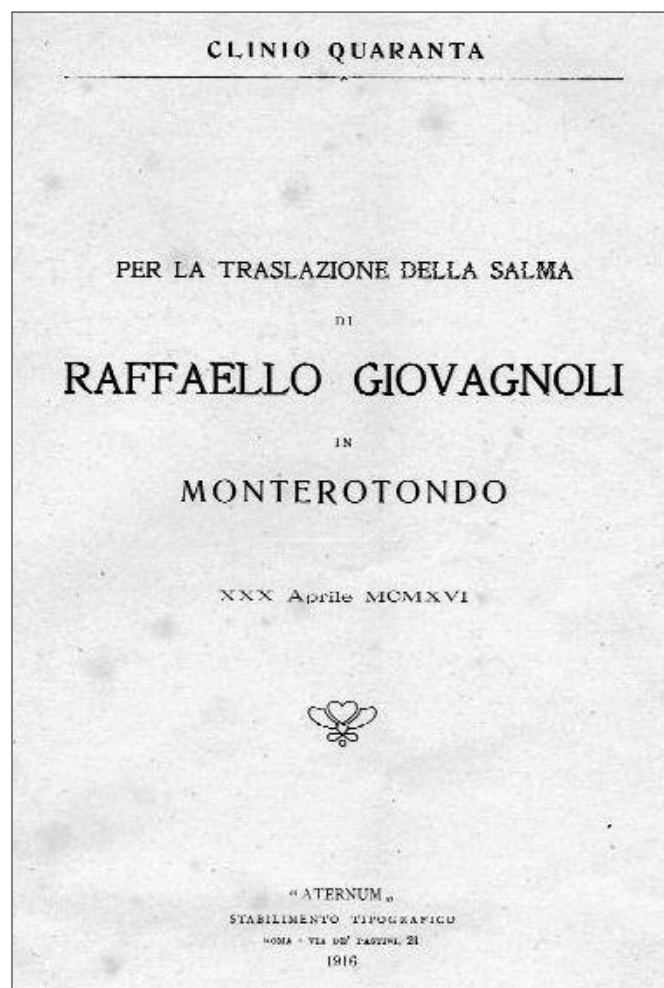 CLINIO QUARANTA
PER LA TRASLAZIONE DELLA SALMA
DI
RAFFAELLO GIOVAGNOLI
IN
MONTEROTONDO
XXX Aprile MCMXVI
“ ATERNUM „
STABILIMENTO TIPOGRAFICO
ROMA - VIA DE' PASTINI, 21
1916